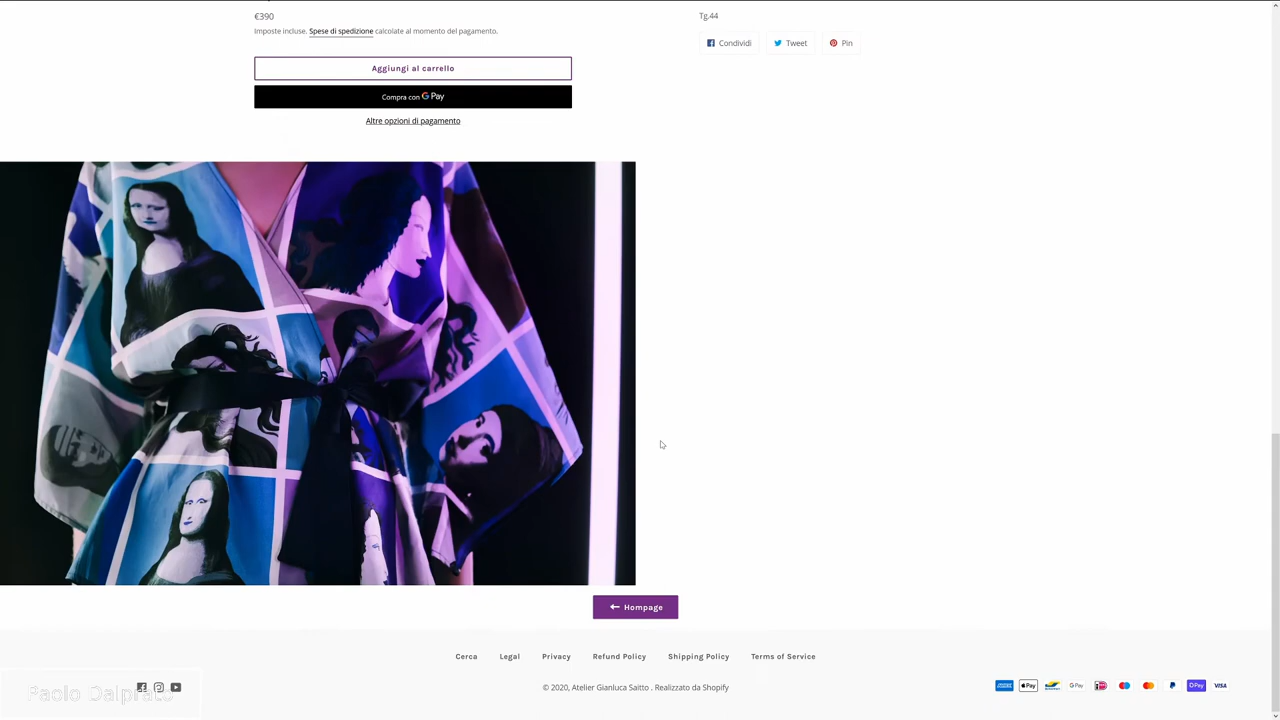 €390
Imposte incluse. Spese di spedizione calcolate al momento del pagamento.
Aggiungi al carrello
Compra con G Pay
Altre opzioni di pagamento
Tg.44
Condividi Tweet Pin
Hompage
Cerca Legal Privacy Refund Policy Shipping Policy Terms of Service
© 2020, Atelier Gianluca Saitto . Realizzato da Shopify
Paolo Dalprato